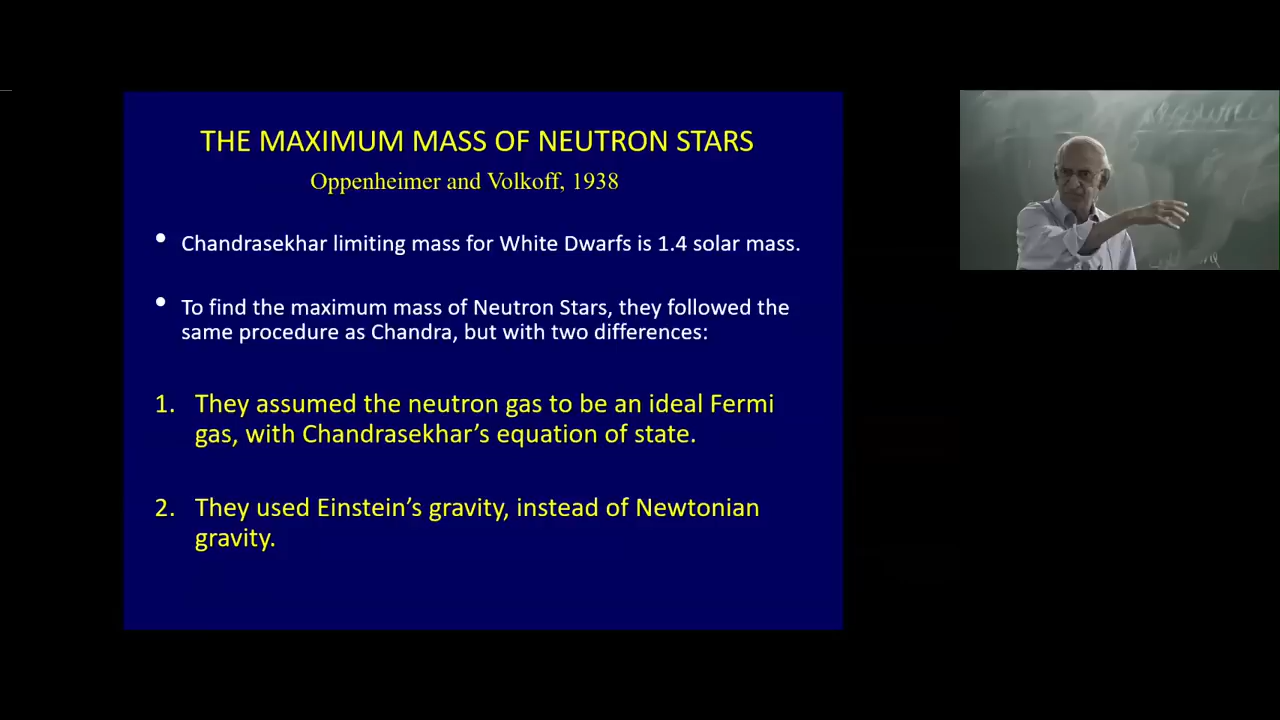 THE MAXIMUM MASS OF NEUTRON STARS
Oppenheimer and Volkoff, 1938
• Chandrasekhar limiting mass for White Dwarfs is 1.4 solar mass.
• To find the maximum mass of Neutron Stars, they followed the
same procedure as Chandra, but with two differences:
1. They assumed the neutron gas to be an ideal Fermi
gas, with Chandrasekhar’s equation of state.
2. They used Einstein’s gravity, instead of Newtonian
gravity.